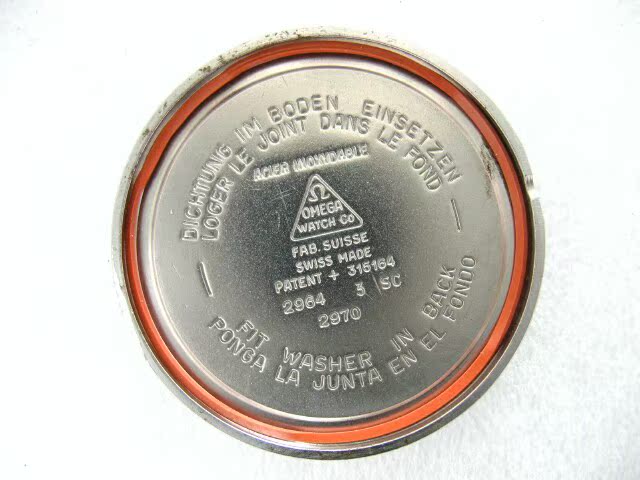 DICHTUNG IM BODEN EINSETZEN
LOGER LE JOINT DANS LE FOND
ACIER INOXYDABLE
Ω
OMEGA
WATCH Co
FAB. SUISSE
SWISS MADE
PATENT + 315164
2964 3 SC
2970
FIT WASHER IN BACK
PONGA LA JUNTA EN EL FONDO